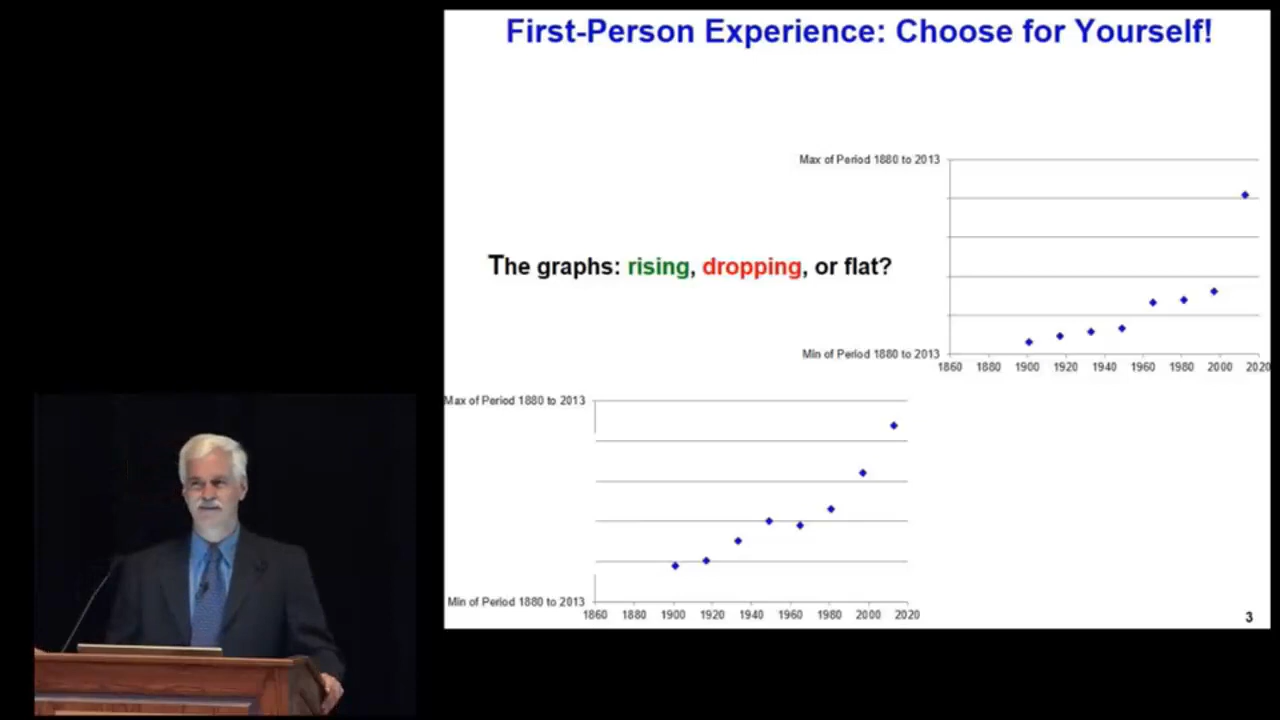 First-Person Experience: Choose for Yourself!
Max of Period 1880 to 2013
The graphs: rising, dropping, or flat?
Min of Period 1880 to 2013
1860 1880 1900 1920 1940 1960 1980 2000 2020
Max of Period 1880 to 2013
Min of Period 1880 to 2013
1860 1880 1900 1920 1940 1960 1980 2000 2020
3